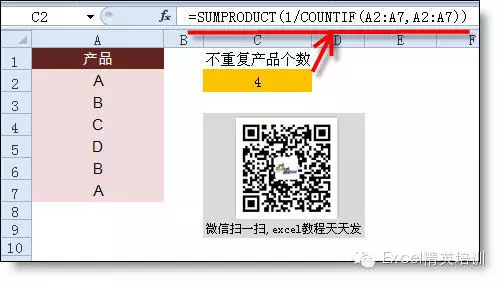 C2
=SUMPRODUCT(1/COUNTIF(A2:A7,A2:A7))
A B C D E F
1 产品 不重复产品个数
2 A 4
3 B
4 C
5 D
6 B
7 A
8
9 微信扫一扫,excel教程天天发
10
Excel精英培训